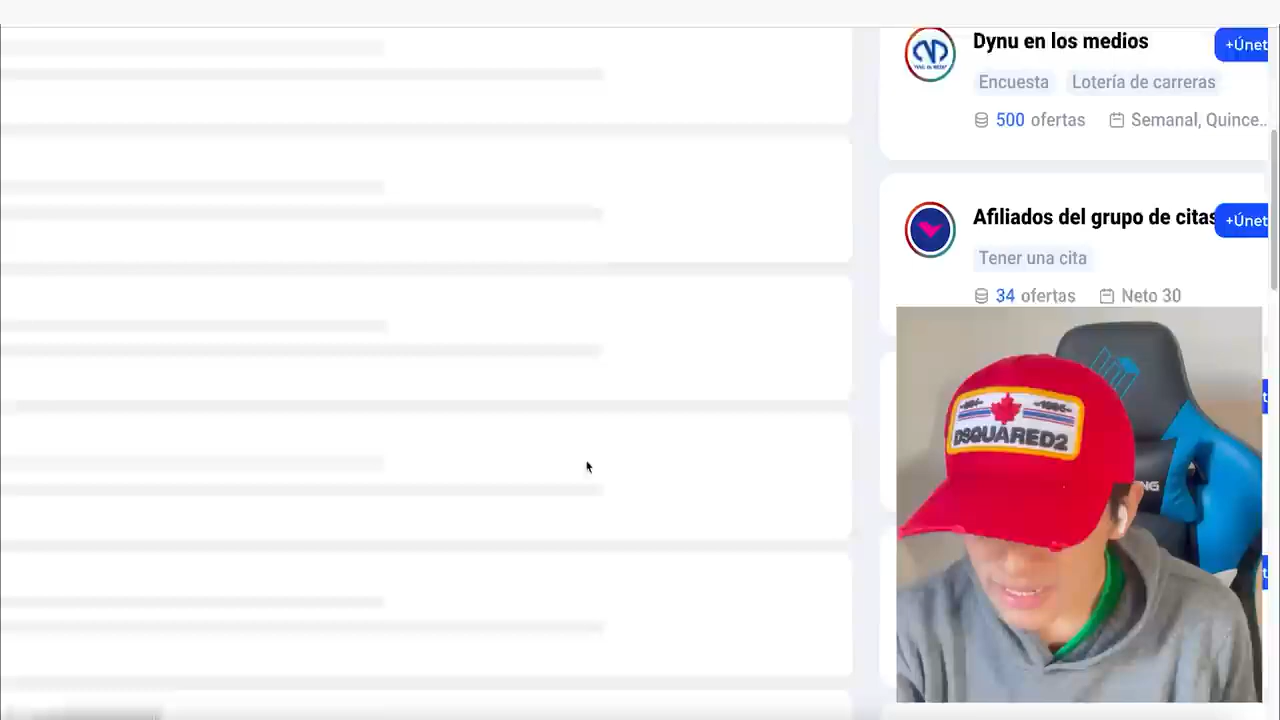 Dynu en los medios
+Únet
Encuesta
Lotería de carreras
500 ofertas
Semanal, Quince..
Afiliados del grupo de citas
+Únet
Tener una cita
34 ofertas
Neto 30
DSQUARED2
NG